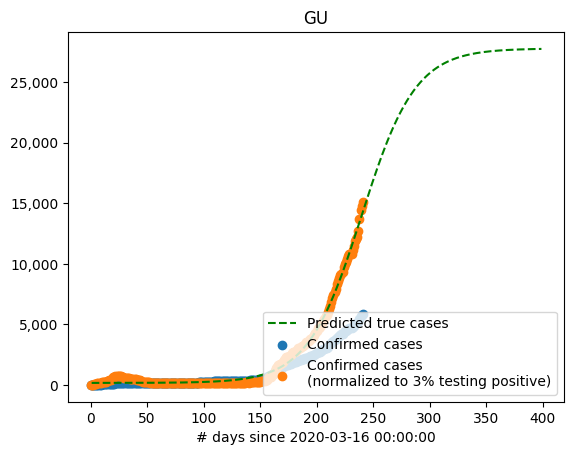 GU
25,000
20,000
15,000
10,000
5,000
0
Predicted true cases
Confirmed cases
Confirmed cases
(normalized to 3% testing positive)
0 50 100 150 200 250 300 350 400
# days since 2020-03-16 00:00:00